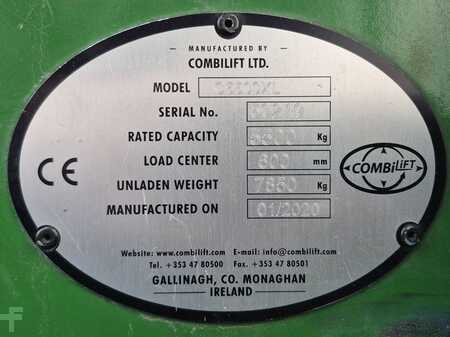 MANUFACTURED BY
COMBILIFT LTD.
MODEL
SERIAL No.
RATED CAPACITY Kg
LOAD CENTER 600 mm
UNLADEN WEIGHT Kg
MANUFACTURED ON 01/2020
CE
COMBiLiFT
Website: www.combilift.com E-mail: info@combilift.com
Tel. +353 47 80500 Fax. +353 47 80501
GALLINAGH, CO. MONAGHAN
IRELAND